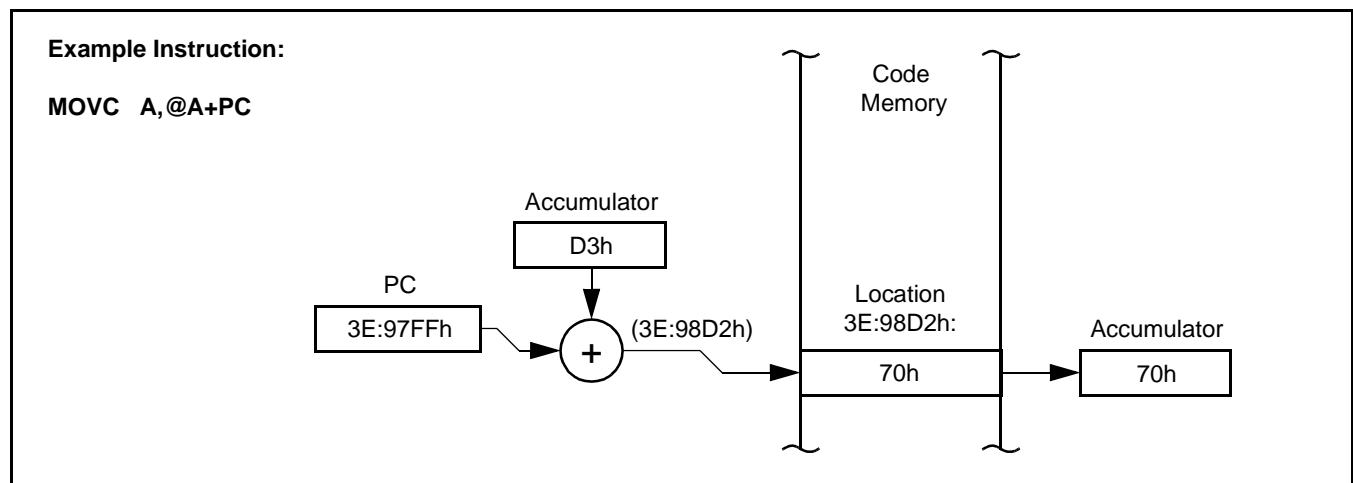 Example Instruction:
MOVC A,@A+PC
Code
Memory
Accumulator
D3h
PC
3E:97FFh
+
(3E:98D2h)
Location
3E:98D2h:
70h
Accumulator
70h